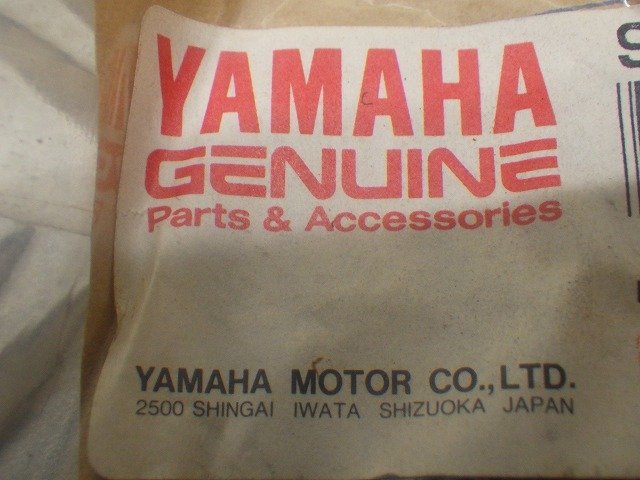 YAMAHA
GENUINE
Parts & Accessories
YAMAHA MOTOR CO.,LTD.
2500 SHINGAI IWATA SHIZUOKA JAPAN